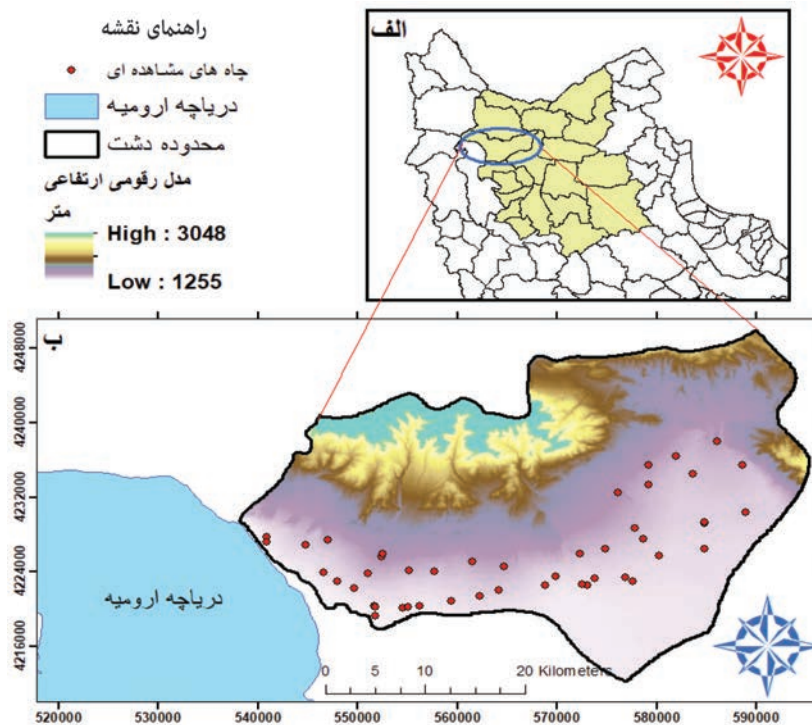 راهنمای نقشه
چاه های مشاهده ای
دریاچه ارومیه
محدوده دشت
مدل رقومی ارتفاعی
متر
High : 3048
Low : 1255
الف
ب
4248000
4240000
4232000
4224000
4216000
دریاچه ارومیه
0 5 10 20 Kilometers
520000 530000 540000 550000 560000 570000 580000 590000